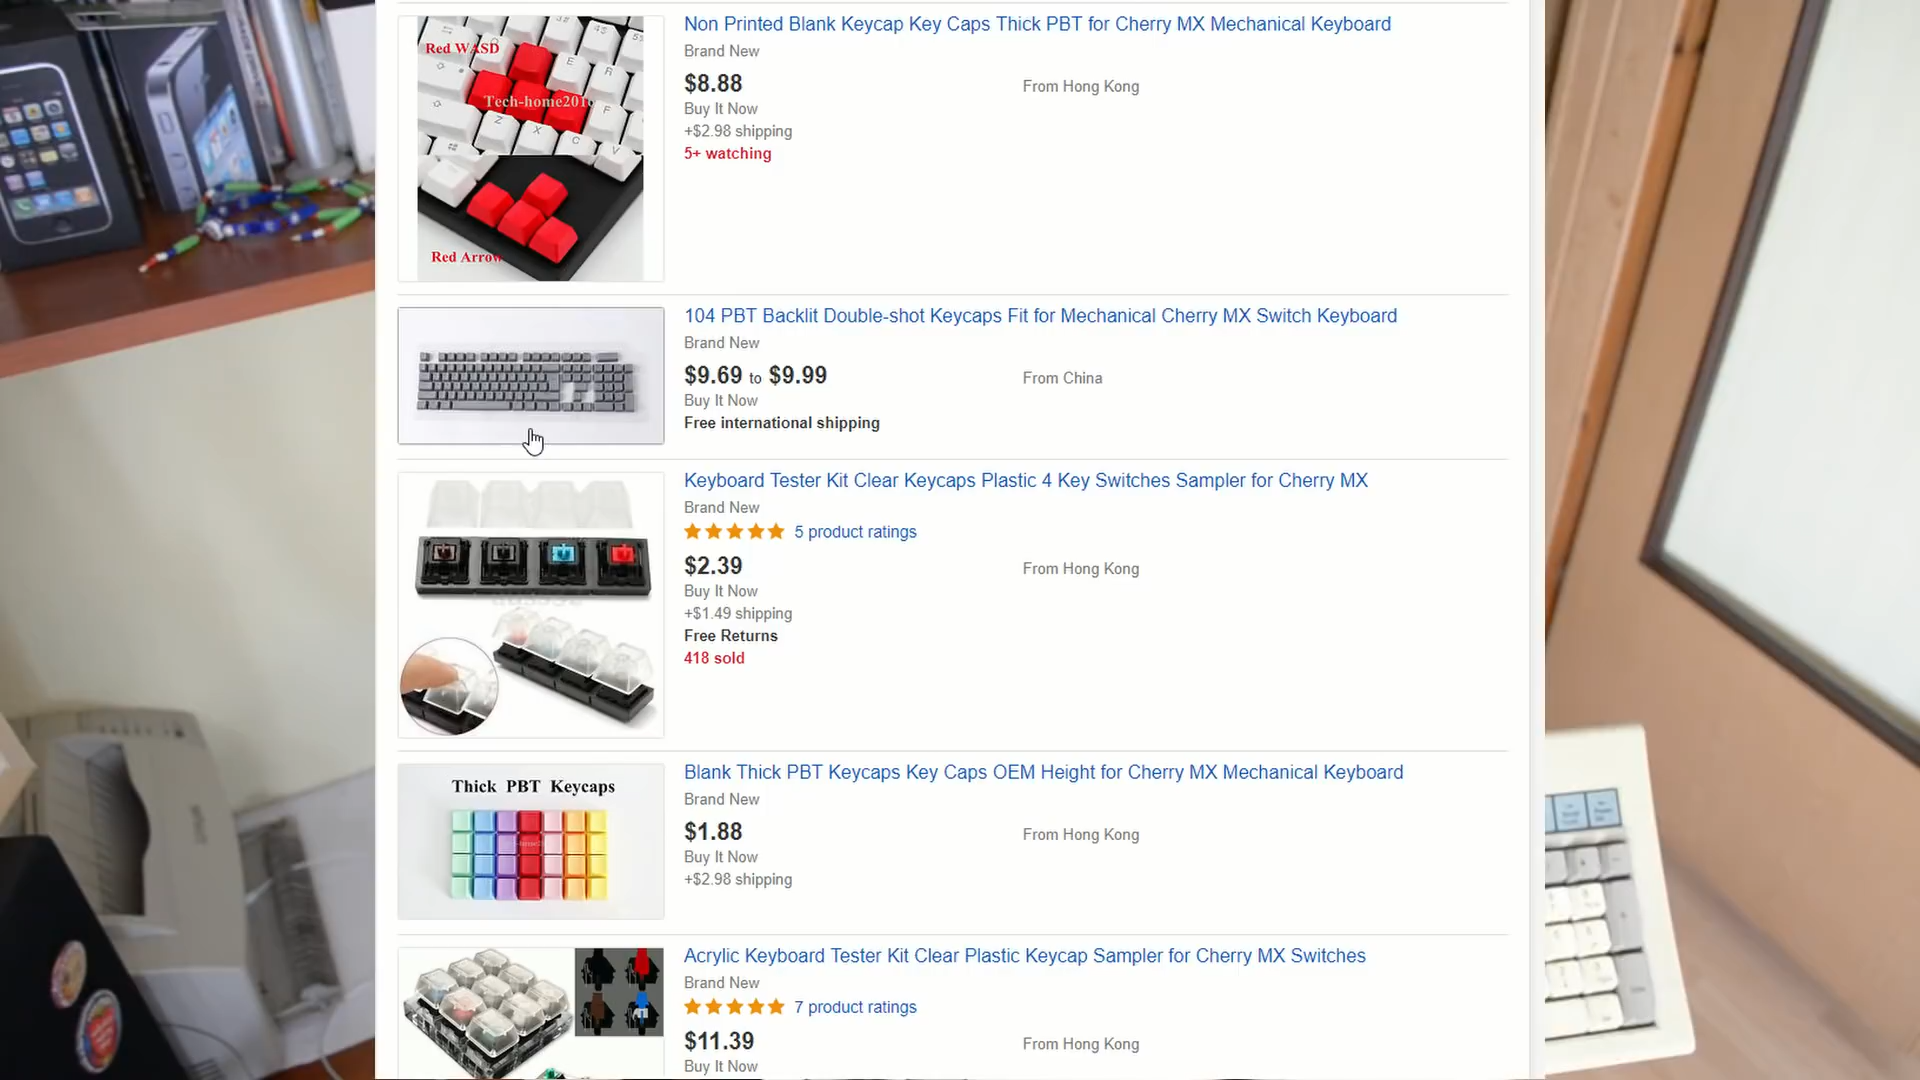 Non Printed Blank Keycap Key Caps Thick PBT for Cherry MX Mechanical Keyboard
Brand New
$8.88
From Hong Kong
Buy It Now
+$2.98 shipping
5+ watching
Red WASD
Tech-home201
Red Arrow
E
R
F
Z
X
C
V
104 PBT Backlit Double-shot Keycaps Fit for Mechanical Cherry MX Switch Keyboard
Brand New
$9.69 to $9.99
From China
Buy It Now
Free international shipping
Keyboard Tester Kit Clear Keycaps Plastic 4 Key Switches Sampler for Cherry MX
Brand New
5 product ratings
$2.39
From Hong Kong
Buy It Now
+$1.49 shipping
Free Returns
418 sold
Thick PBT Keycaps
Blank Thick PBT Keycaps Key Caps OEM Height for Cherry MX Mechanical Keyboard
Brand New
$1.88
From Hong Kong
Buy It Now
+$2.98 shipping
Acrylic Keyboard Tester Kit Clear Plastic Keycap Sampler for Cherry MX Switches
Brand New
7 product ratings
$11.39
From Hong Kong
Buy It Now